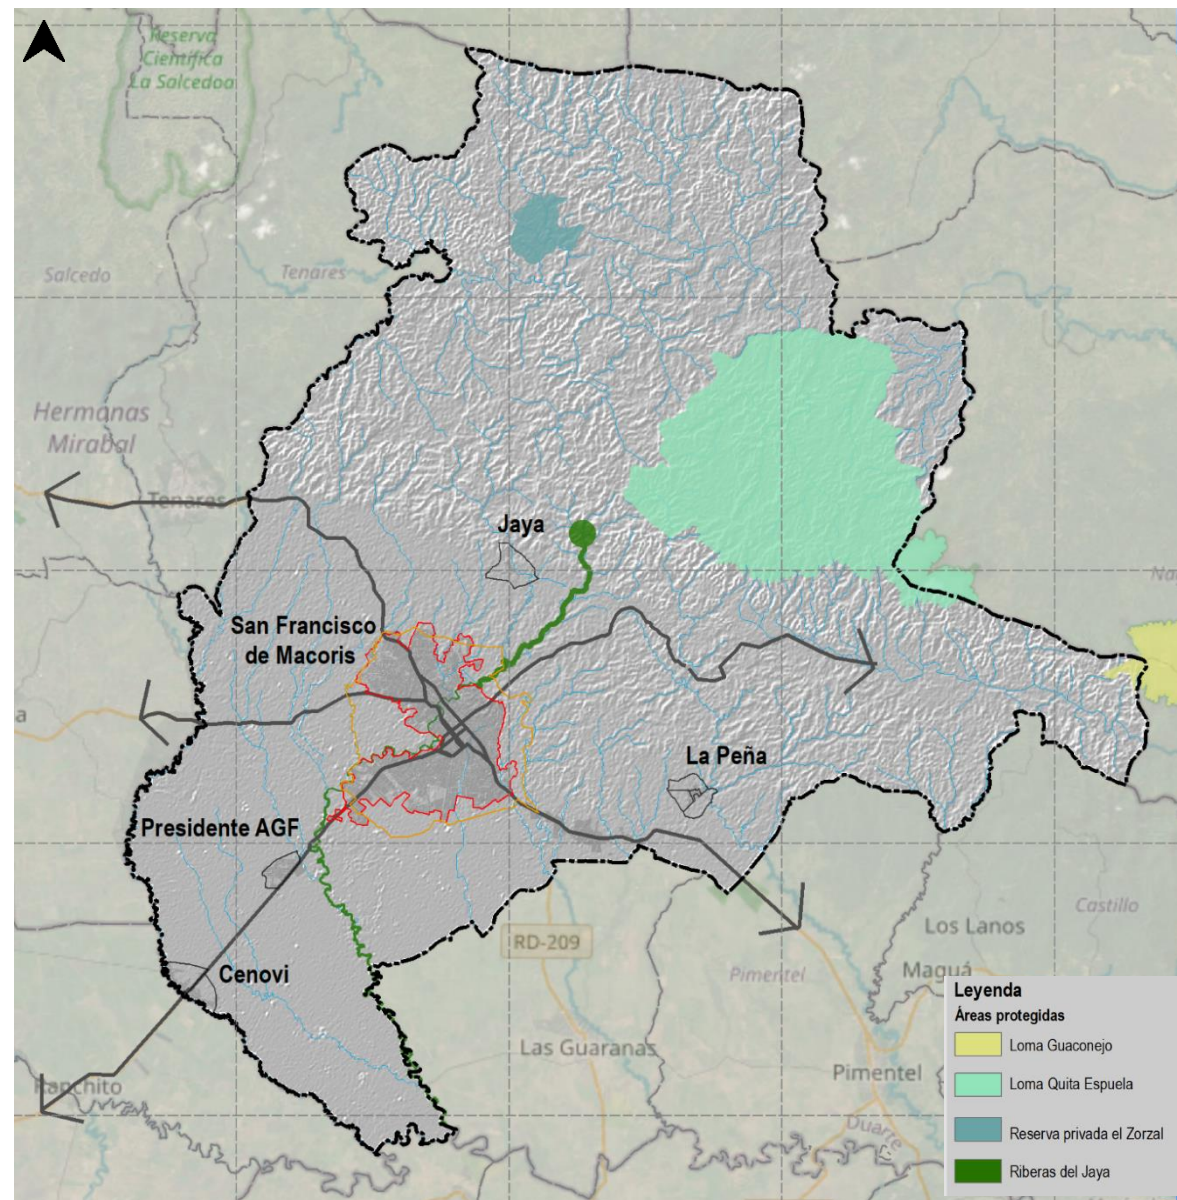 Reserva
Científica
La Salcedoa
Salcedo
Tenares
Hermanas
Mirabal
Tenares
Jaya
San Francisco
de Macoris
Na
a
La Peña
Presidente AGF
Cenovi
RD-209
Castillo
Los Lanos
Pimentel
Maguá
Las Guaranas
Ranchito
Pimentel
Duarte
Leyenda
Áreas protegidas
Loma Guaconejo
Loma Quita Espuela
Reserva privada el Zorzal
Riberas del Jaya